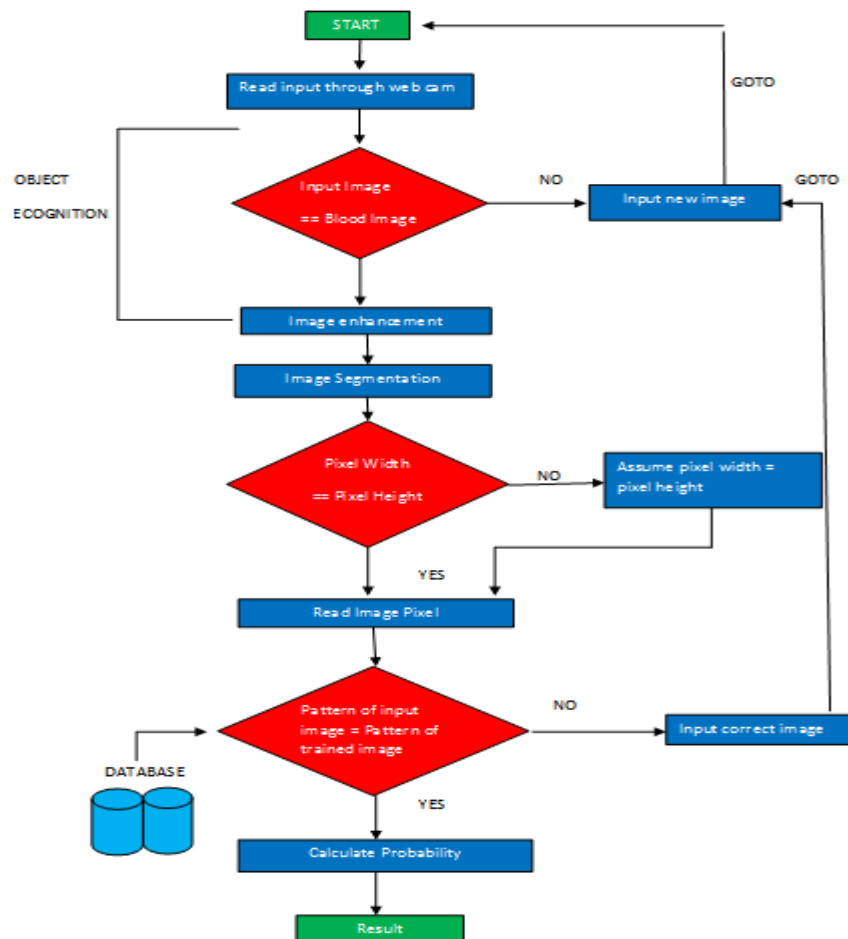 START
Read input through web cam
GOTO
OBJECT
ECOGNITION
Input Image
== Blood Image
NO
Input new image
GOTO
Image enhancement
Image Segmentation
Pixel Width
== Pixel Height
NO
Assume pixel width =
pixel height
YES
Read Image Pixel
Pattern of input
image = Pattern of
trained image
NO
Input correct image
DATABASE
YES
Calculate Probability
Result